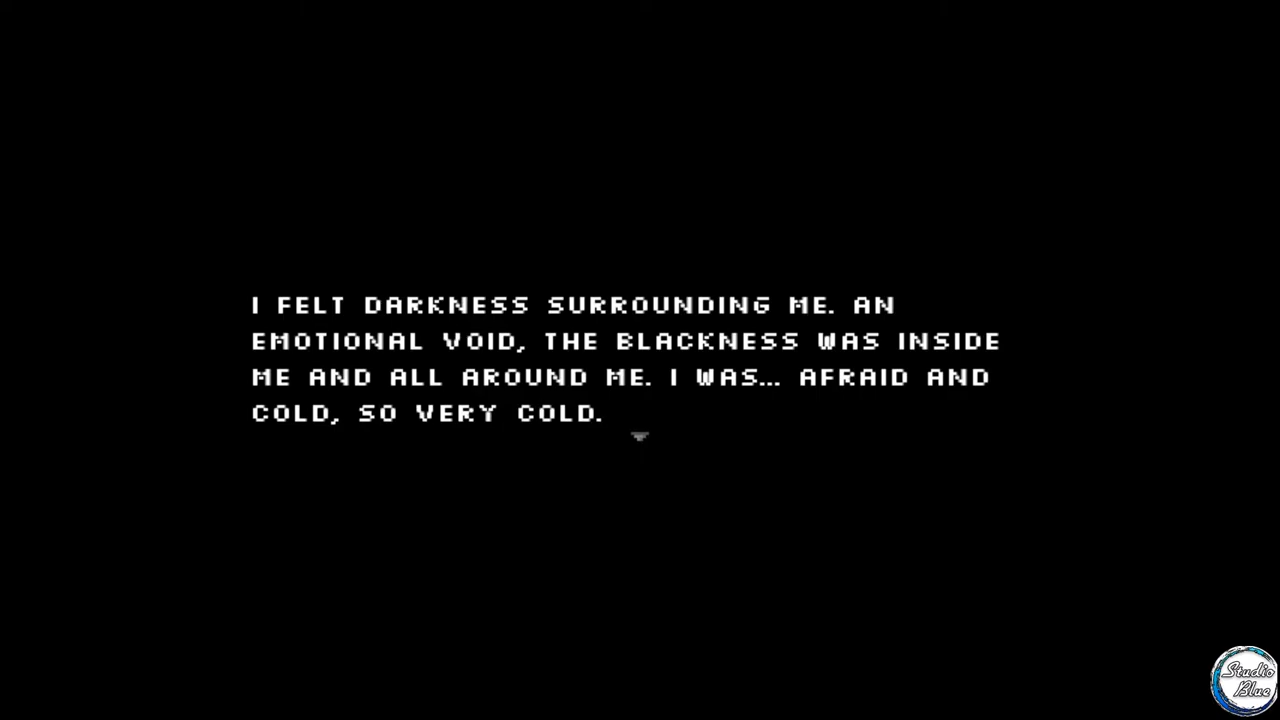 I FELT DARKNESS SURROUNDING ME. AN
EMOTIONAL VOID, THE BLACKNESS WAS INSIDE
ME AND ALL AROUND ME. I WAS... AFRAID AND
COLD, SO VERY COLD.
Studio
Blue